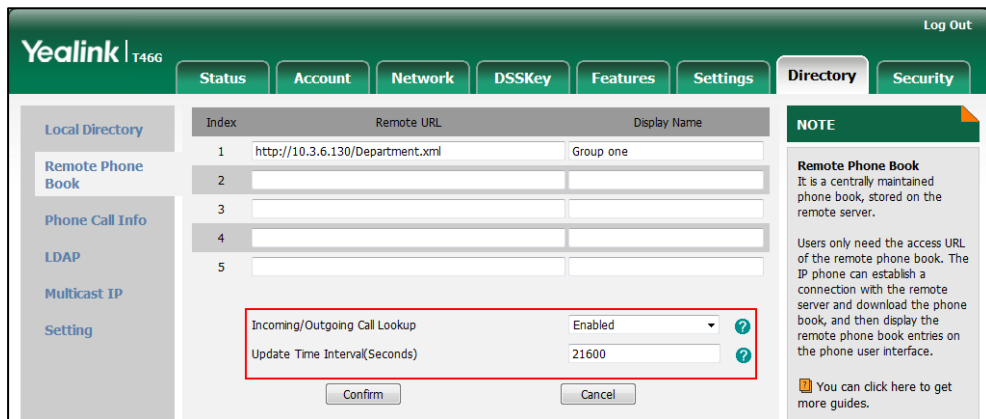 Log Out
Yealink T46G
Status Account Network DSSKey Features Settings Directory Security
Local Directory
Remote Phone
Book
Phone Call Info
LDAP
Multicast IP
Setting
Index Remote URL Display Name
1 http://10.3.6.130/Department.xml Group one
2
3
4
5
Incoming/Outgoing Call Lookup Enabled ?
Update Time Interval(Seconds) 21600 ?
Confirm Cancel
NOTE
Remote Phone Book
It is a centrally maintained
phone book, stored on the
remote server.
Users only need the access URL
of the remote phone book. The
IP phone can establish a
connection with the remote
server and download the phone
book, and then display the
remote phone book entries on
the phone user interface.
? You can click here to get
more guides.